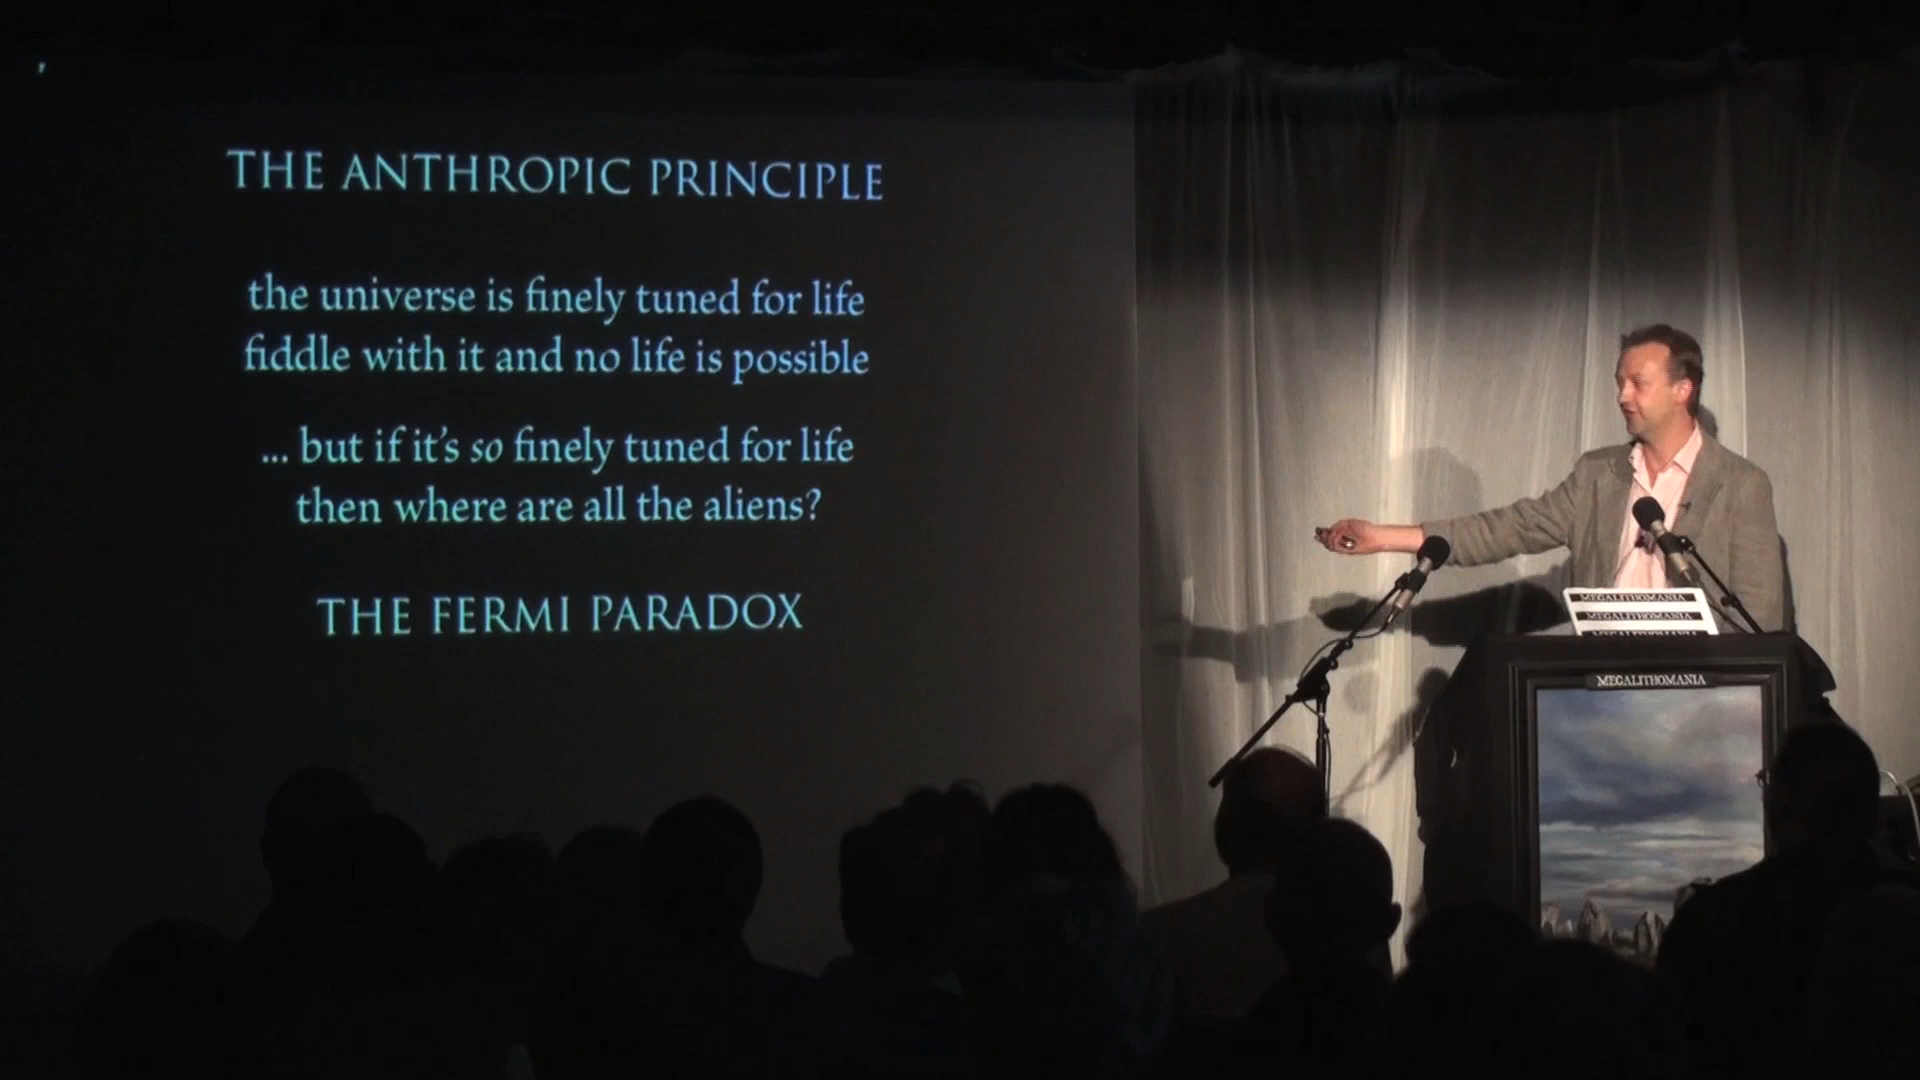 THE ANTHROPIC PRINCIPLE
the universe is finely tuned for life
fiddle with it and no life is possible
... but if it's so finely tuned for life
then where are all the aliens?
THE FERMI PARADOX
MEGALITHOMANIA
MEGALITHOMANIA
MEGALITHOMANIA
MEGALITHOMANIA